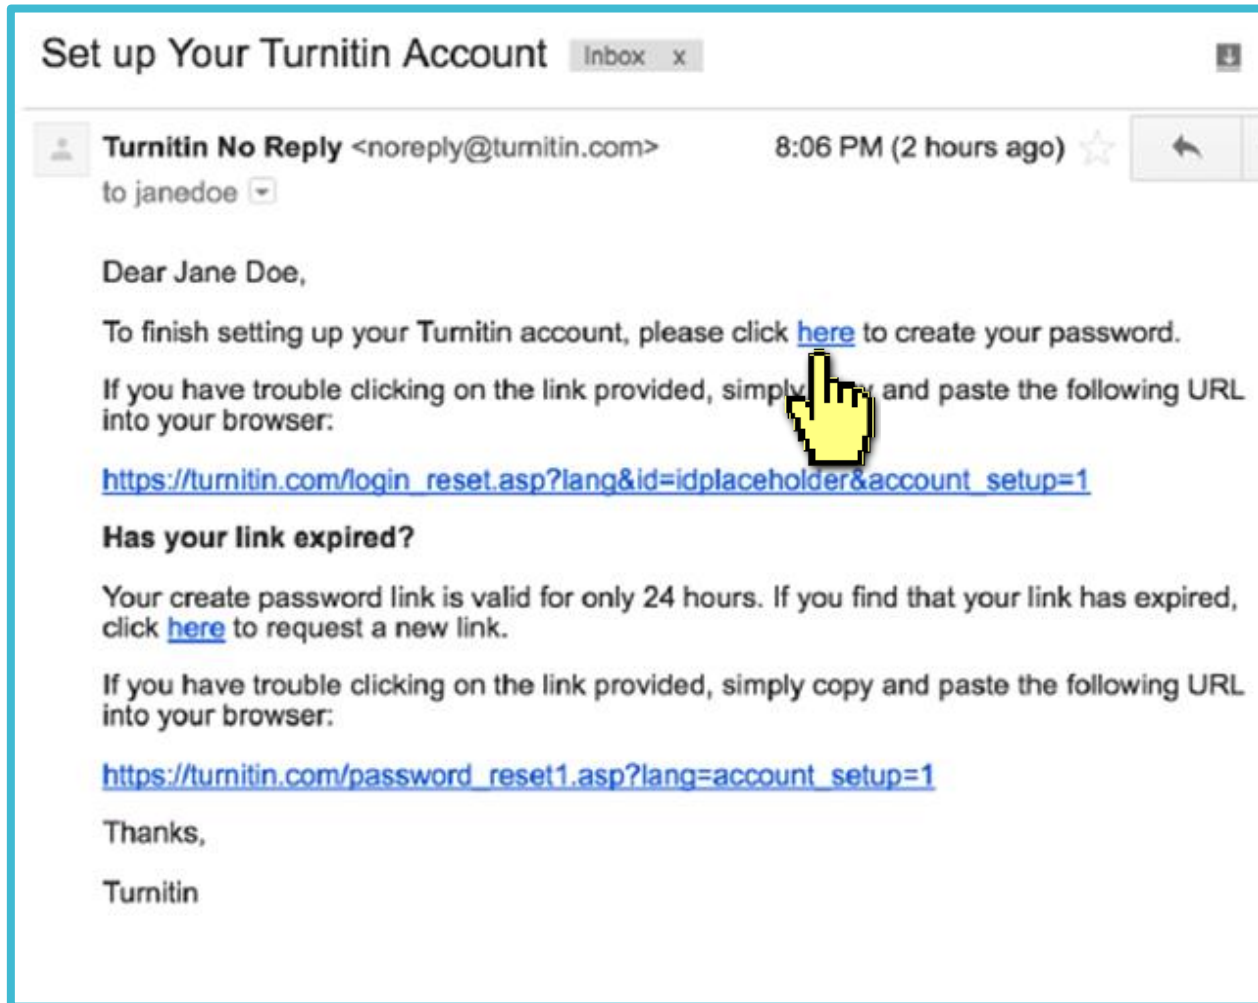 Set up Your Turnitin Account Inbox x
Turnitin No Reply <noreply@turnitin.com> 8:06 PM (2 hours ago)
to janedoe
Dear Jane Doe,
To finish setting up your Turnitin account, please click here to create your password.
If you have trouble clicking on the link provided, simply and paste the following URL
into your browser:
https://turnitin.com/login_reset.asp?lang&id=idplaceholder&account_setup=1
Has your link expired?
Your create password link is valid for only 24 hours. If you find that your link has expired,
click here to request a new link.
If you have trouble clicking on the link provided, simply copy and paste the following URL
into your browser:
https://turnitin.com/password_reset1.asp?lang=account_setup=1
Thanks,
Turnitin